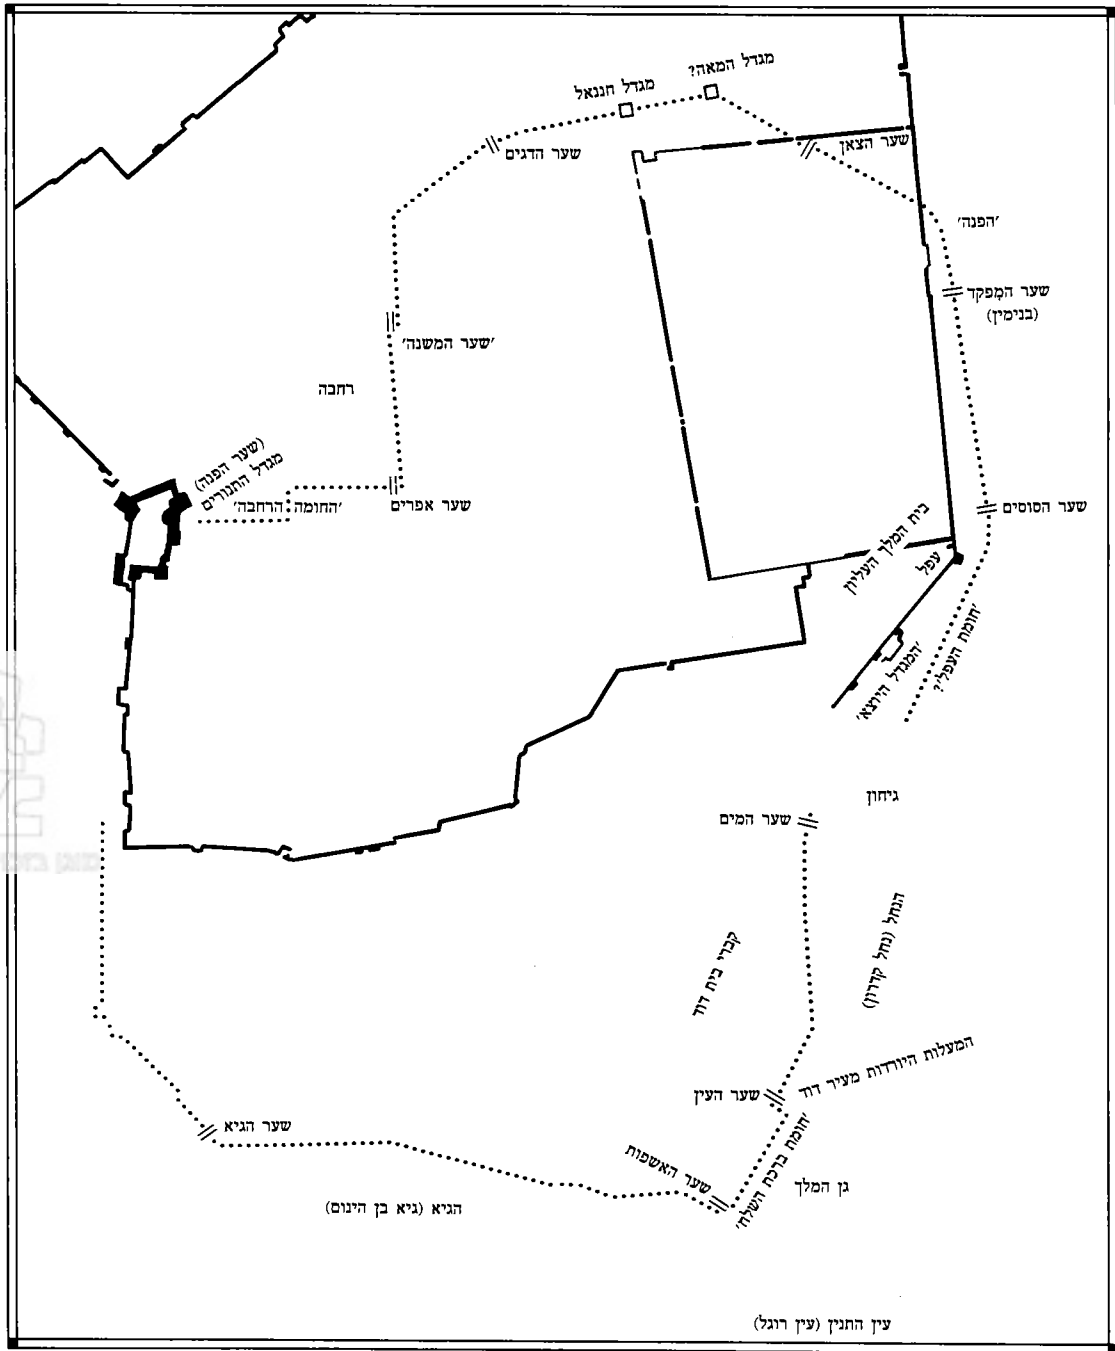 מגדל המאה?
מגדל חננאל
שער הצאן
שער הדגים
'הפנה'
שער המִפקד
(בנימין)
'שער המשנה'
רחבה
(שער הפנה)
מגדל התנורים
'החומה הרחבה'
שער אפרים
שער הסוסים
בית המלך העליון
עפל
'חומת העפל'?
'המגדל היוצא'
גיחון
שער המים
הנחל (נחל קדרון)
קברי בית דוד
המעלות היורדות מעיר דוד
שער העין
שער הגיא
שער האשפות
'חומת ברכת השלח'
גן המלך
הגיא (גיא בן הינום)
עין התנין (עין רוגל)